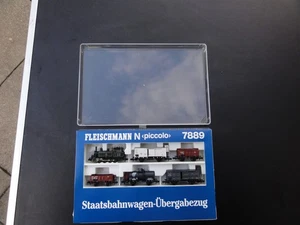 FLEISCHMANN N «piccolo» 7889
Staatsbahnwagen-Übergabezug